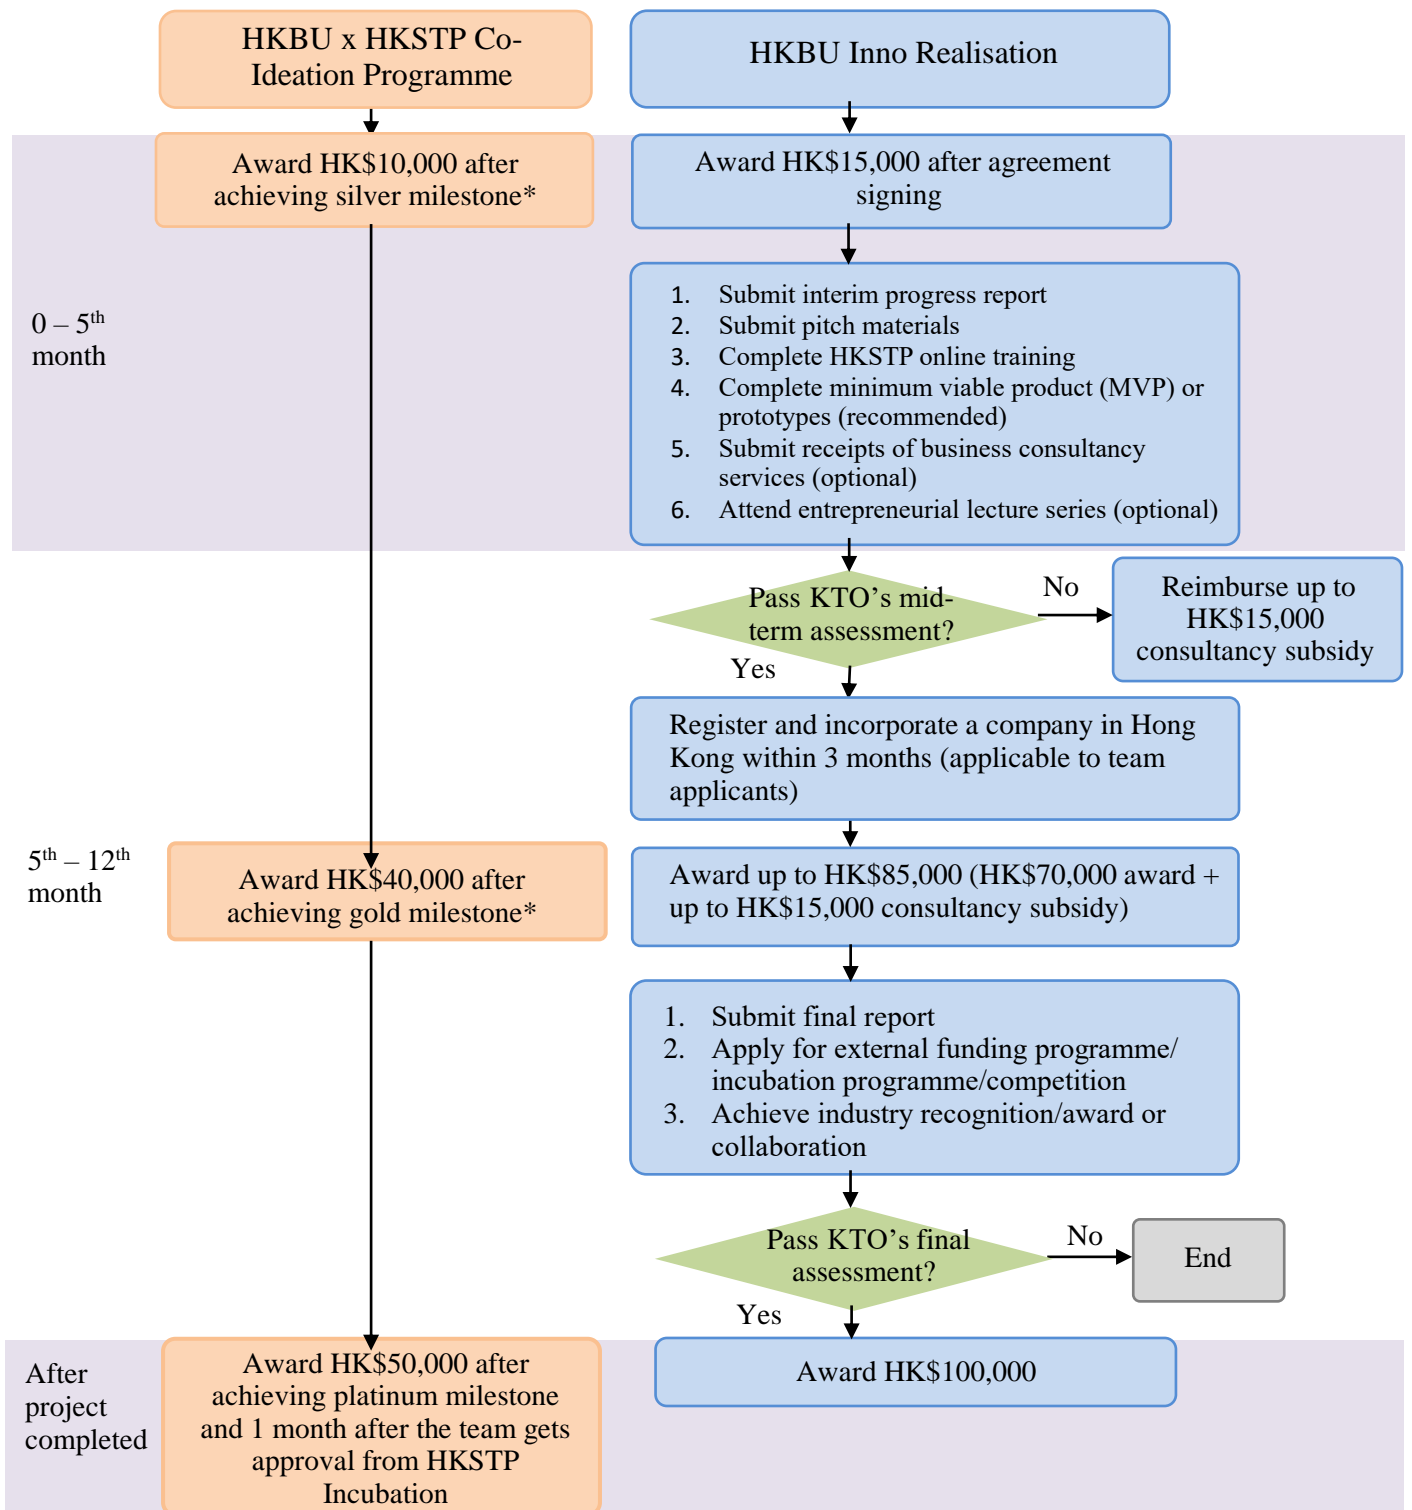 HKBU x HKSTP Co-
Ideation Programme
HKBU Inno Realisation
Award HK$10,000 after
achieving silver milestone*
Award HK$15,000 after agreement
signing
0 – 5th
month
1. Submit interim progress report
2. Submit pitch materials
3. Complete HKSTP online training
4. Complete minimum viable product (MVP) or
prototypes (recommended)
5. Submit receipts of business consultancy
services (optional)
6. Attend entrepreneurial lecture series (optional)
Pass KTO’s mid-
term assessment?
No
Reimburse up to
HK$15,000
consultancy subsidy
Yes
Register and incorporate a company in Hong
Kong within 3 months (applicable to team
applicants)
5th – 12th
month
Award HK$40,000 after
achieving gold milestone*
Award up to HK$85,000 (HK$70,000 award +
up to HK$15,000 consultancy subsidy)
1. Submit final report
2. Apply for external funding programme/
incubation programme/competition
3. Achieve industry recognition/award or
collaboration
Pass KTO’s final
assessment?
No
End
Yes
After
project
completed
Award HK$50,000 after
achieving platinum milestone
and 1 month after the team gets
approval from HKSTP
Incubation
Award HK$100,000